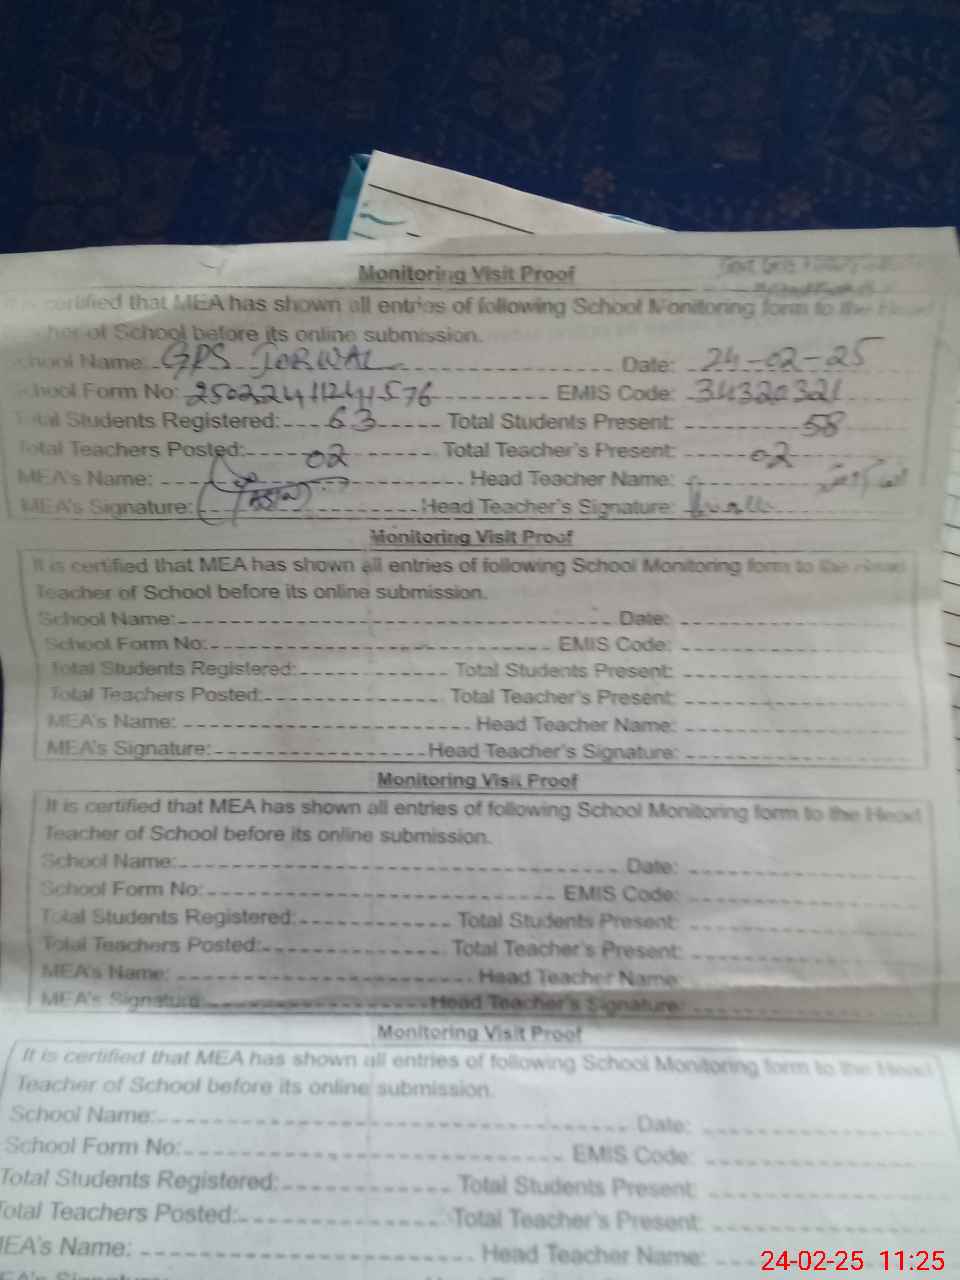 Monitoring Visit Proof
It is certified that MEA has shown all entries of following School Monitoring form to the Head
Teacher of School before its online submission.
School Name: GPS JORWAL Date: 24-02-25
School Form No: 25022411241576 EMIS Code: 34320321
Total Students Registered: 63 Total Students Present: 58
Total Teachers Posted: 02 Total Teacher's Present: 02
MEA's Name: Head Teacher Name:
MEA's Signature: Head Teacher's Signature:
Monitoring Visit Proof
It is certified that MEA has shown all entries of following School Monitoring form to the Head
Teacher of School before its online submission.
School Name: Date:
School Form No: EMIS Code:
Total Students Registered: Total Students Present:
Total Teachers Posted: Total Teacher's Present:
MEA's Name: Head Teacher Name:
MEA's Signature: Head Teacher's Signature:
Monitoring Visit Proof
It is certified that MEA has shown all entries of following School Monitoring form to the Head
Teacher of School before its online submission.
School Name: Date:
School Form No: EMIS Code:
Total Students Registered: Total Students Present:
Total Teachers Posted: Total Teacher's Present:
MEA's Name: Head Teacher Name:
MEA's Signature: Head Teacher's Signature:
Monitoring Visit Proof
It is certified that MEA has shown all entries of following School Monitoring form to the Head
Teacher of School before its online submission.
School Name: Date:
School Form No: EMIS Code:
Total Students Registered: Total Students Present:
Total Teachers Posted: Total Teacher's Present:
MEA's Name: Head Teacher Name:
24-02-25 11:25